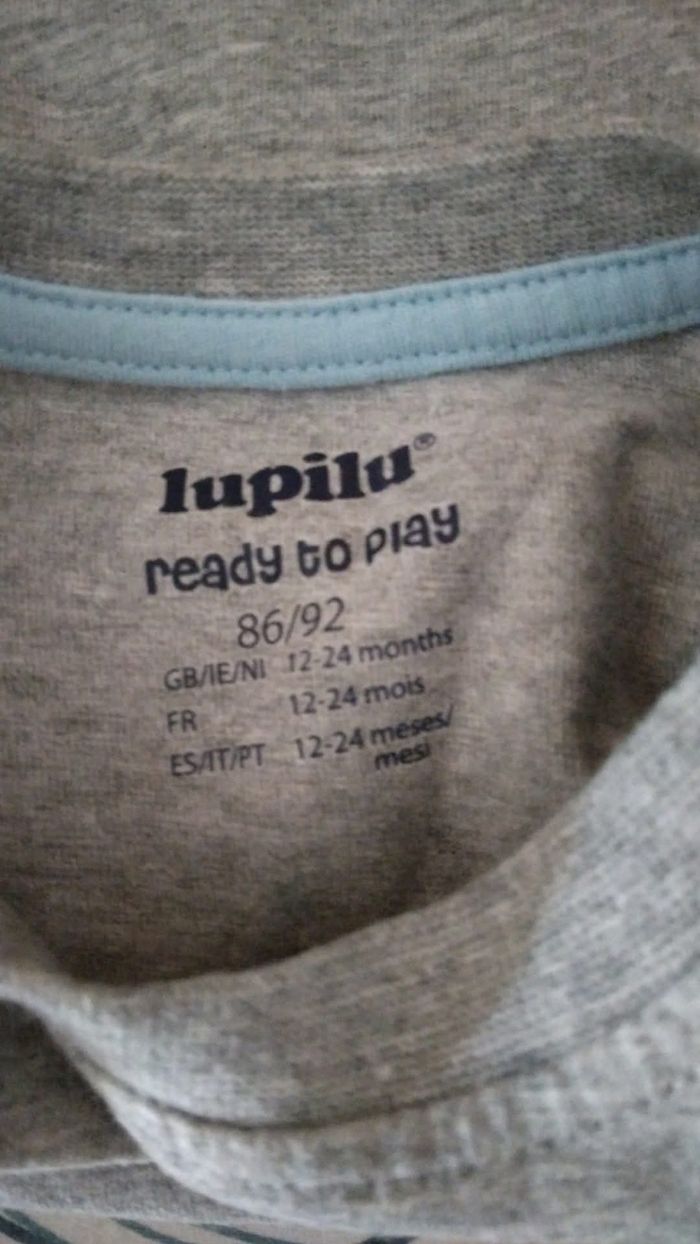 lupilu®
ready to play
86/92
GB/IE/NI 12-24 months
FR 12-24 mois
ES/IT/PT 12-24 meses/
mesi